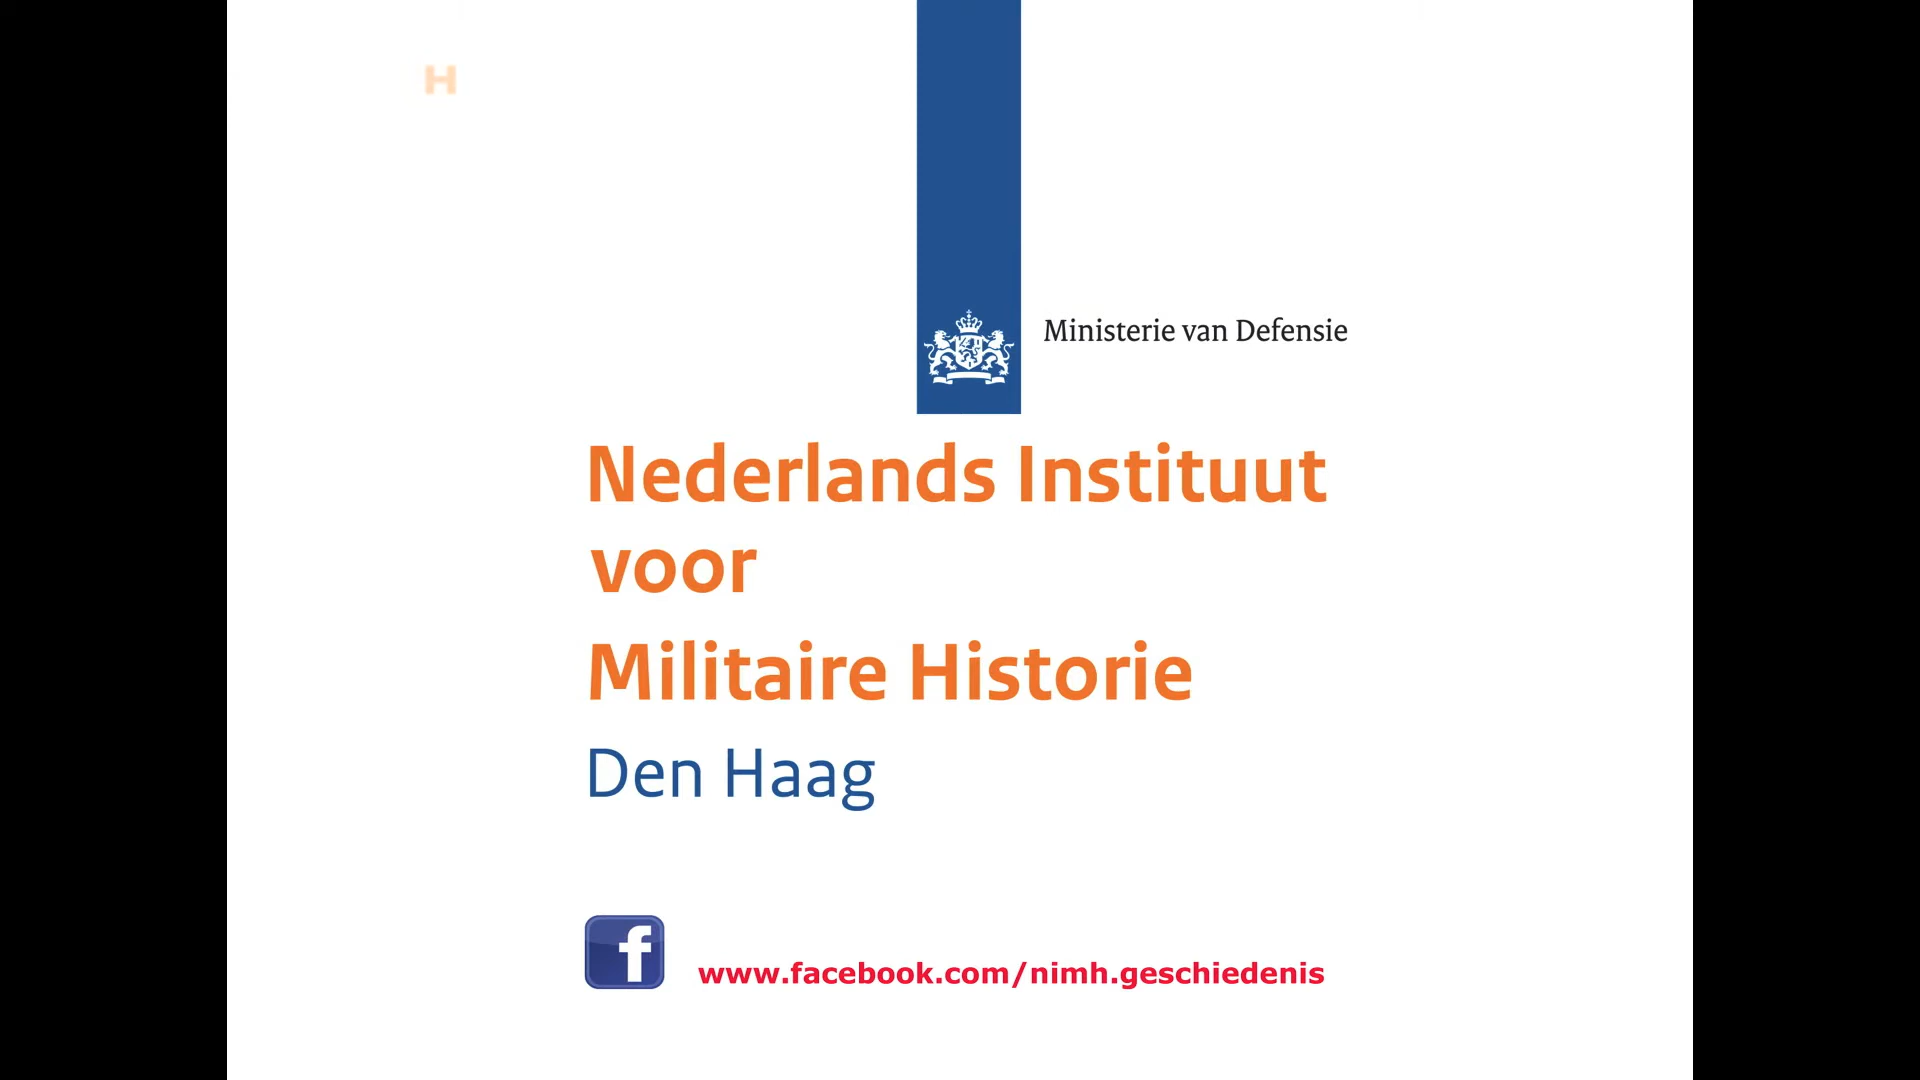 H
Ministerie van Defensie
Nederlands Instituut
voor
Militaire Historie
Den Haag
f
www.facebook.com/nimh.geschiedenis